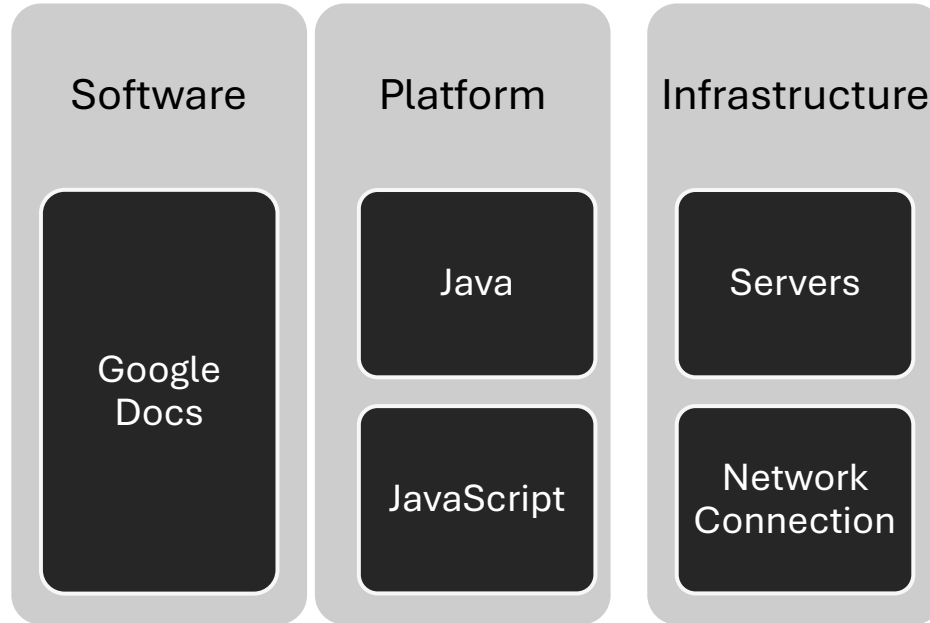 Software
Google
Docs
Platform
Java
JavaScript
Infrastructure
Servers
Network
Connection